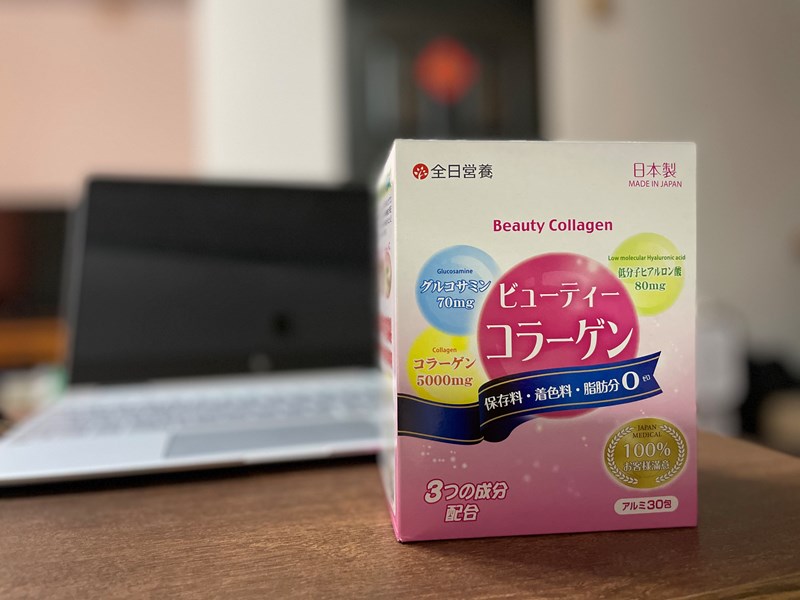 全日営養
日本製
MADE IN JAPAN
Beauty Collagen
Glucosamine
グルコサミン
70mg
Low molecular Hyaluronic acid
低分子ヒアルロン酸
80mg
ビューティー
コラーゲン
Collagen
コラーゲン
5000mg
保存料・着色料・脂肪分0ゼロ
JAPAN
MEDICAL
100%
お客様満意
3つの成分
配合
アルミ30包